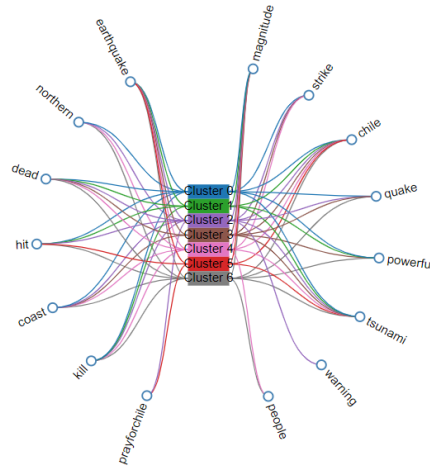 magnitude
earthquake
strike
northern
chile
dead
Cluster 0
quake
Cluster 1
Cluster 2
Cluster 3
hit
Cluster 4
powerful
Cluster 5
Cluster 6
coast
tsunami
kill
warning
prayforchile
people